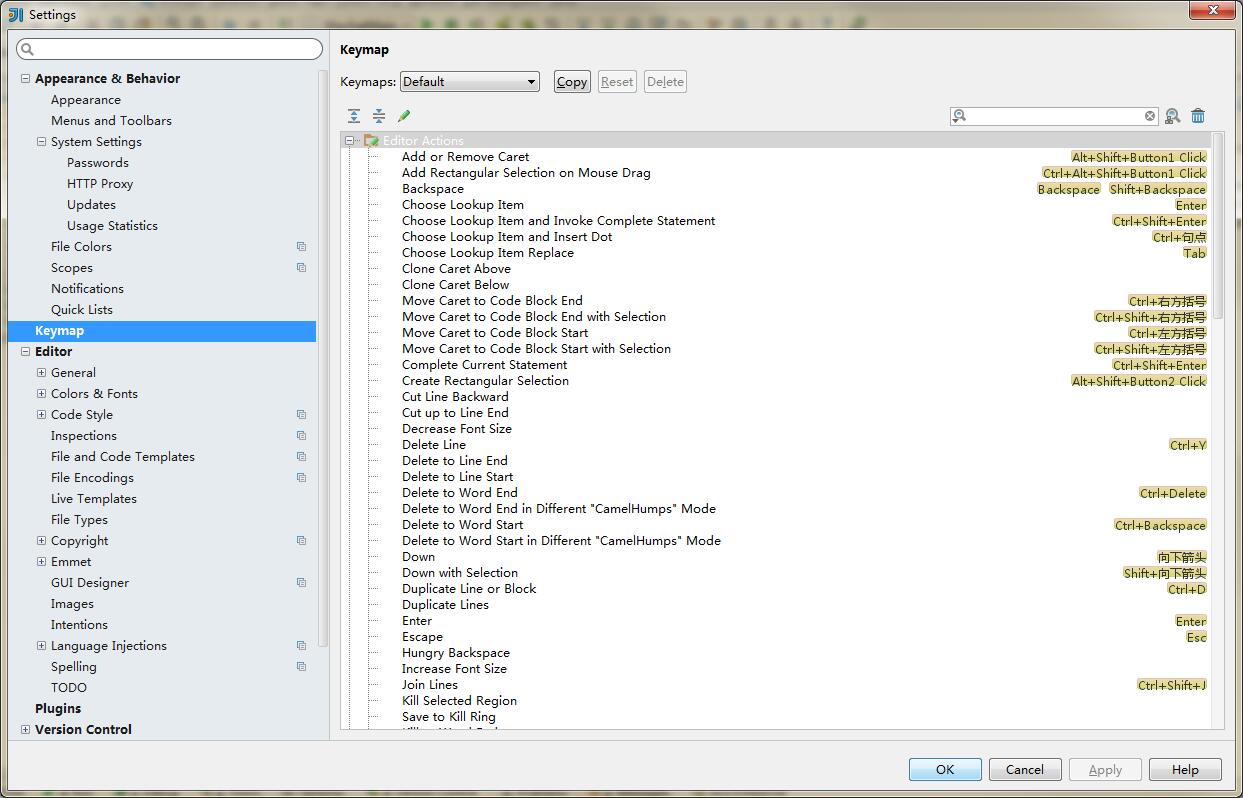 Settings
Appearance & Behavior
Appearance
Menus and Toolbars
System Settings
Passwords
HTTP Proxy
Updates
Usage Statistics
File Colors
Scopes
Notifications
Quick Lists
Keymap
Editor
General
Colors & Fonts
Code Style
Inspections
File and Code Templates
File Encodings
Live Templates
File Types
Copyright
Emmet
GUI Designer
Images
Intentions
Language Injections
Spelling
TODO
Plugins
Version Control
Keymap
Keymaps: Default Copy Reset Delete
Editor Actions
Add or Remove Caret Alt+Shift+Button1 Click
Add Rectangular Selection on Mouse Drag Ctrl+Alt+Shift+Button1 Click
Backspace Backspace Shift+Backspace
Choose Lookup Item Enter
Choose Lookup Item and Invoke Complete Statement Ctrl+Shift+Enter
Choose Lookup Item and Insert Dot Ctrl+句点
Choose Lookup Item Replace Tab
Clone Caret Above
Clone Caret Below
Move Caret to Code Block End Ctrl+右方括号
Move Caret to Code Block End with Selection Ctrl+Shift+右方括号
Move Caret to Code Block Start Ctrl+左方括号
Move Caret to Code Block Start with Selection Ctrl+Shift+左方括号
Complete Current Statement Ctrl+Shift+Enter
Create Rectangular Selection Alt+Shift+Button2 Click
Cut Line Backward
Cut up to Line End
Decrease Font Size
Delete Line Ctrl+Y
Delete to Line End
Delete to Line Start
Delete to Word End Ctrl+Delete
Delete to Word End in Different "CamelHumps" Mode
Delete to Word Start Ctrl+Backspace
Delete to Word Start in Different "CamelHumps" Mode
Down 向下箭头
Down with Selection Shift+向下箭头
Duplicate Line or Block Ctrl+D
Duplicate Lines
Enter Enter
Escape Esc
Hungry Backspace
Increase Font Size
Join Lines Ctrl+Shift+J
Kill Selected Region
Save to Kill Ring
OK Cancel Apply Help